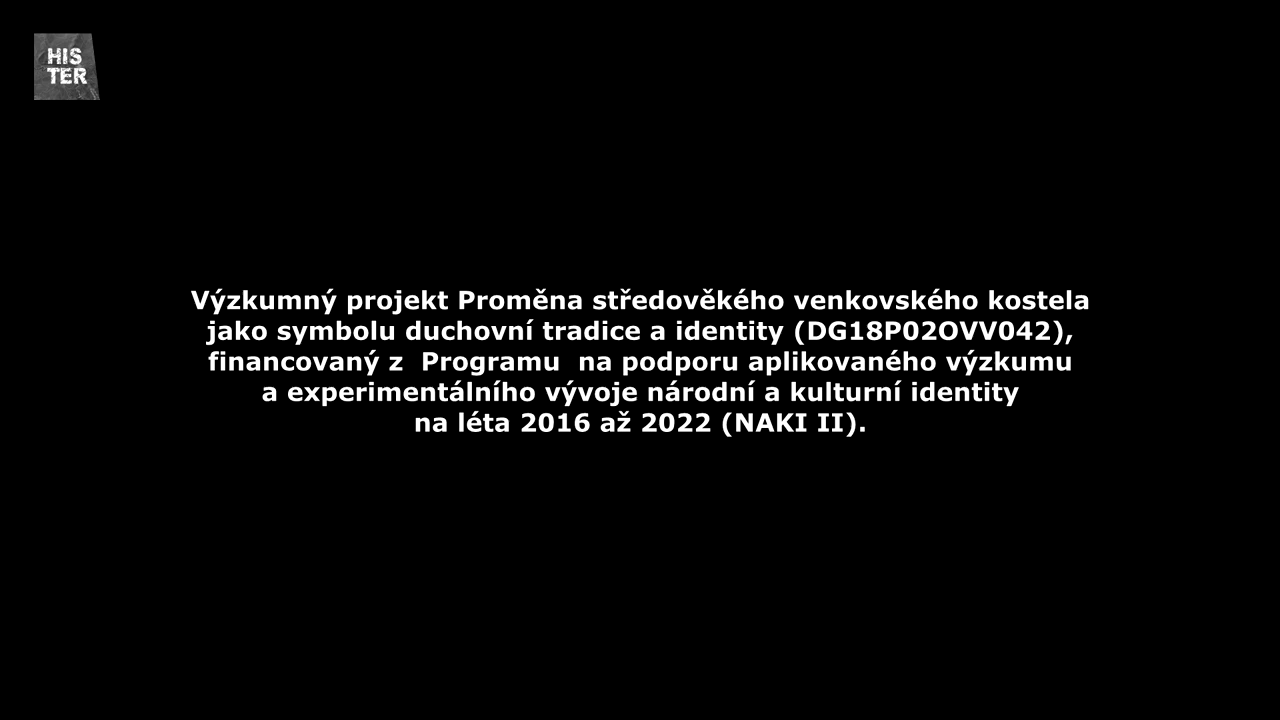 HIS
TER
Výzkumný projekt Proměna středověkého venkovského kostela
jako symbolu duchovní tradice a identity (DG18P02OVV042),
financovaný z  Programu  na podporu aplikovaného výzkumu
a experimentálního vývoje národní a kulturní identity
na léta 2016 až 2022 (NAKI II).